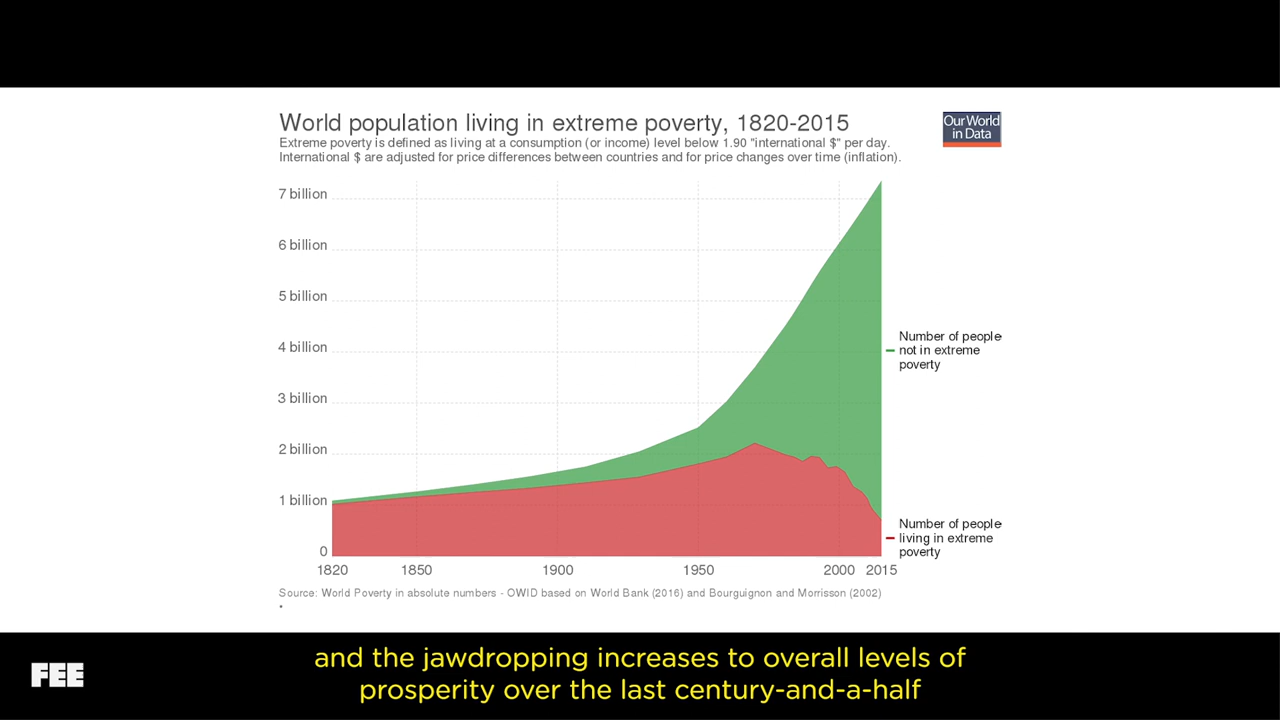 World population living in extreme poverty, 1820-2015
Our World
in Data
Extreme poverty is defined as living at a consumption (or income) level below 1.90 "international $" per day.
International $ are adjusted for price differences between countries and for price changes over time (inflation).
7 billion
6 billion
5 billion
4 billion
3 billion
2 billion
1 billion
0
1820
1850
1900
1950
2000
2015
Number of people
not in extreme
poverty
Number of people
living in extreme
poverty
Source: World Poverty in absolute numbers - OWID based on World Bank (2016) and Bourguignon and Morrisson (2002)
FEE
and the jawdropping increases to overall levels of
prosperity over the last century-and-a-half